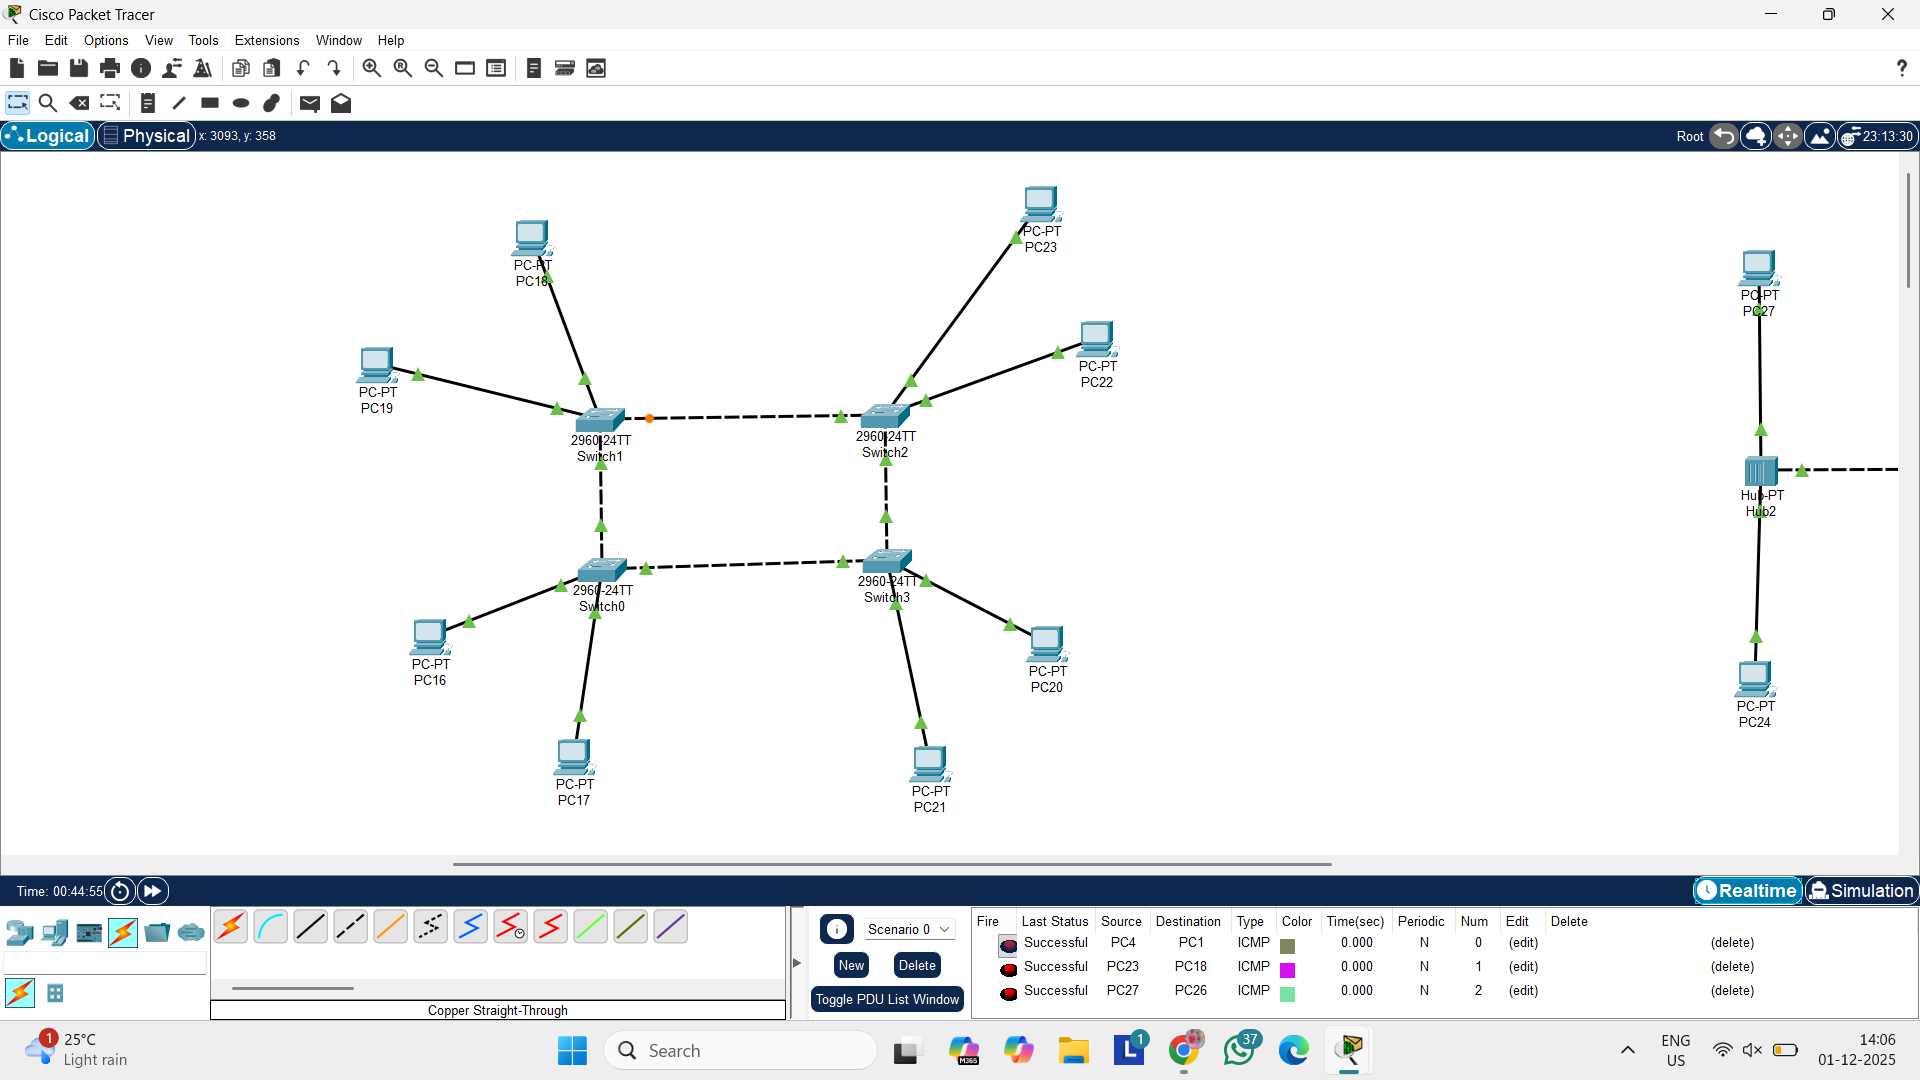 Cisco Packet Tracer
File Edit Options View Tools Extensions Window Help
?
Logical Physical x: 3093, y: 358 Root 23:13:30
PC-PT
PC23
PC-PT
PC18
PC-PT
PC27
PC-PT
PC22
PC-PT
PC19
2960-24TT
Switch1
2960-24TT
Switch2
Hub-PT
Hub2
2960-24TT
Switch0
2960-24TT
Switch3
PC-PT
PC16
PC-PT
PC20
PC-PT
PC24
PC-PT
PC17
PC-PT
PC21
Time: 00:44:55 Realtime Simulation
Scenario 0
New Delete
Toggle PDU List Window
Copper Straight-Through
Fire Last Status Source Destination Type Color Time(sec) Periodic Num Edit Delete
Successful PC4 PC1 ICMP 0.000 N 0 (edit) (delete)
Successful PC23 PC18 ICMP 0.000 N 1 (edit) (delete)
Successful PC27 PC26 ICMP 0.000 N 2 (edit) (delete)
1
25°C
Light rain
Search
M365
L
1
37
ENG
US
14:06
01-12-2025